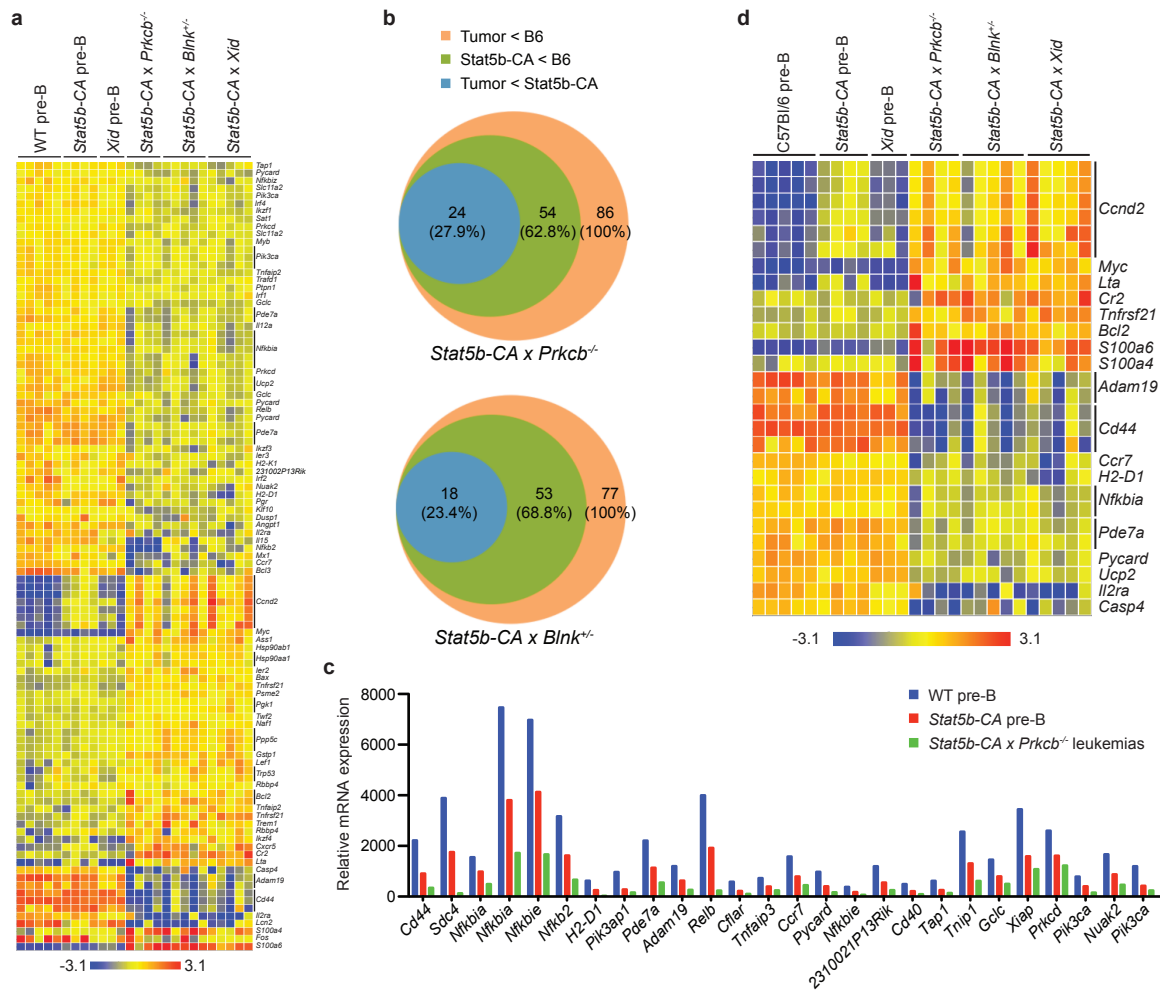 a
WT pre-B
Stat5b-CA pre-B
Xid pre-B
Stat5b-CA x Prkcb-/-
Stat5b-CA x Blnk+/-
Stat5b-CA x Xid
Tap1
Pycard
Nfkbiz
Slc11a2
Pik3ca
Irf4
Ikzf1
Sat1
Prkcd
Slc11a2
Myb
Pik3ca
Tnfaip2
Trafd1
Ptpn1
Irf1
Gclc
Pde7a
Il12a
Nfkbia
Prkcd
Ucp2
Gclc
Pycard
Relb
Pycard
Pde7a
Ikzf3
Ier3
H2-K1
231002P13Rik
Irf2
Nuak2
H2-D1
Pgr
Klf10
Dusp1
Angpt1
Il2ra
Il15
Nfkb2
Mx1
Ccr7
Bcl3
Ccnd2
Myc
Ass1
Hsp90ab1
Hsp90aa1
Ier2
Bax
Tnfrsf21
Psme2
Pgk1
Twf2
Naf1
Ppp5c
Gstp1
Lef1
Trp53
Rbbp4
Bcl2
Tnfaip2
Tnfrsf21
Trem1
Rbbp4
Ikzf4
Cxcr5
Cr2
Lta
Casp4
Adam19
Cd44
Il2ra
Lcn2
S100a4
Fos
S100a6
-3.1 3.1
b
Tumor < B6
Stat5b-CA < B6
Tumor < Stat5b-CA
24 54 86
(27.9%) (62.8%) (100%)
Stat5b-CA x Prkcb-/-
18 53 77
(23.4%) (68.8%) (100%)
Stat5b-CA x Blnk+/-
d
C57Bl/6 pre-B
Stat5b-CA pre-B
Xid pre-B
Stat5b-CA x Prkcb-/-
Stat5b-CA x Blnk+/-
Stat5b-CA x Xid
Ccnd2
Myc
Lta
Cr2
Tnfrsf21
Bcl2
S100a6
S100a4
Adam19
Cd44
Ccr7
H2-D1
Nfkbia
Pde7a
Pycard
Ucp2
Il2ra
Casp4
-3.1 3.1
c
WT pre-B
Stat5b-CA pre-B
Stat5b-CA x Prkcb-/- leukemias
Relative mRNA expression
8000
6000
4000
2000
0
Cd44
Sdc4
Nfkbia
Nfkbia
Nfkbie
Nfkb2
H2-D1
Pik3ap1
Pde7a
Adam19
Relb
Cflar
Tnfaip3
Ccr7
Pycard
Nfkbie
2310021P13Rik
Cd40
Tap1
Tnip1
Gclc
Xiap
Prkcd
Pik3ca
Nuak2
Pik3ca